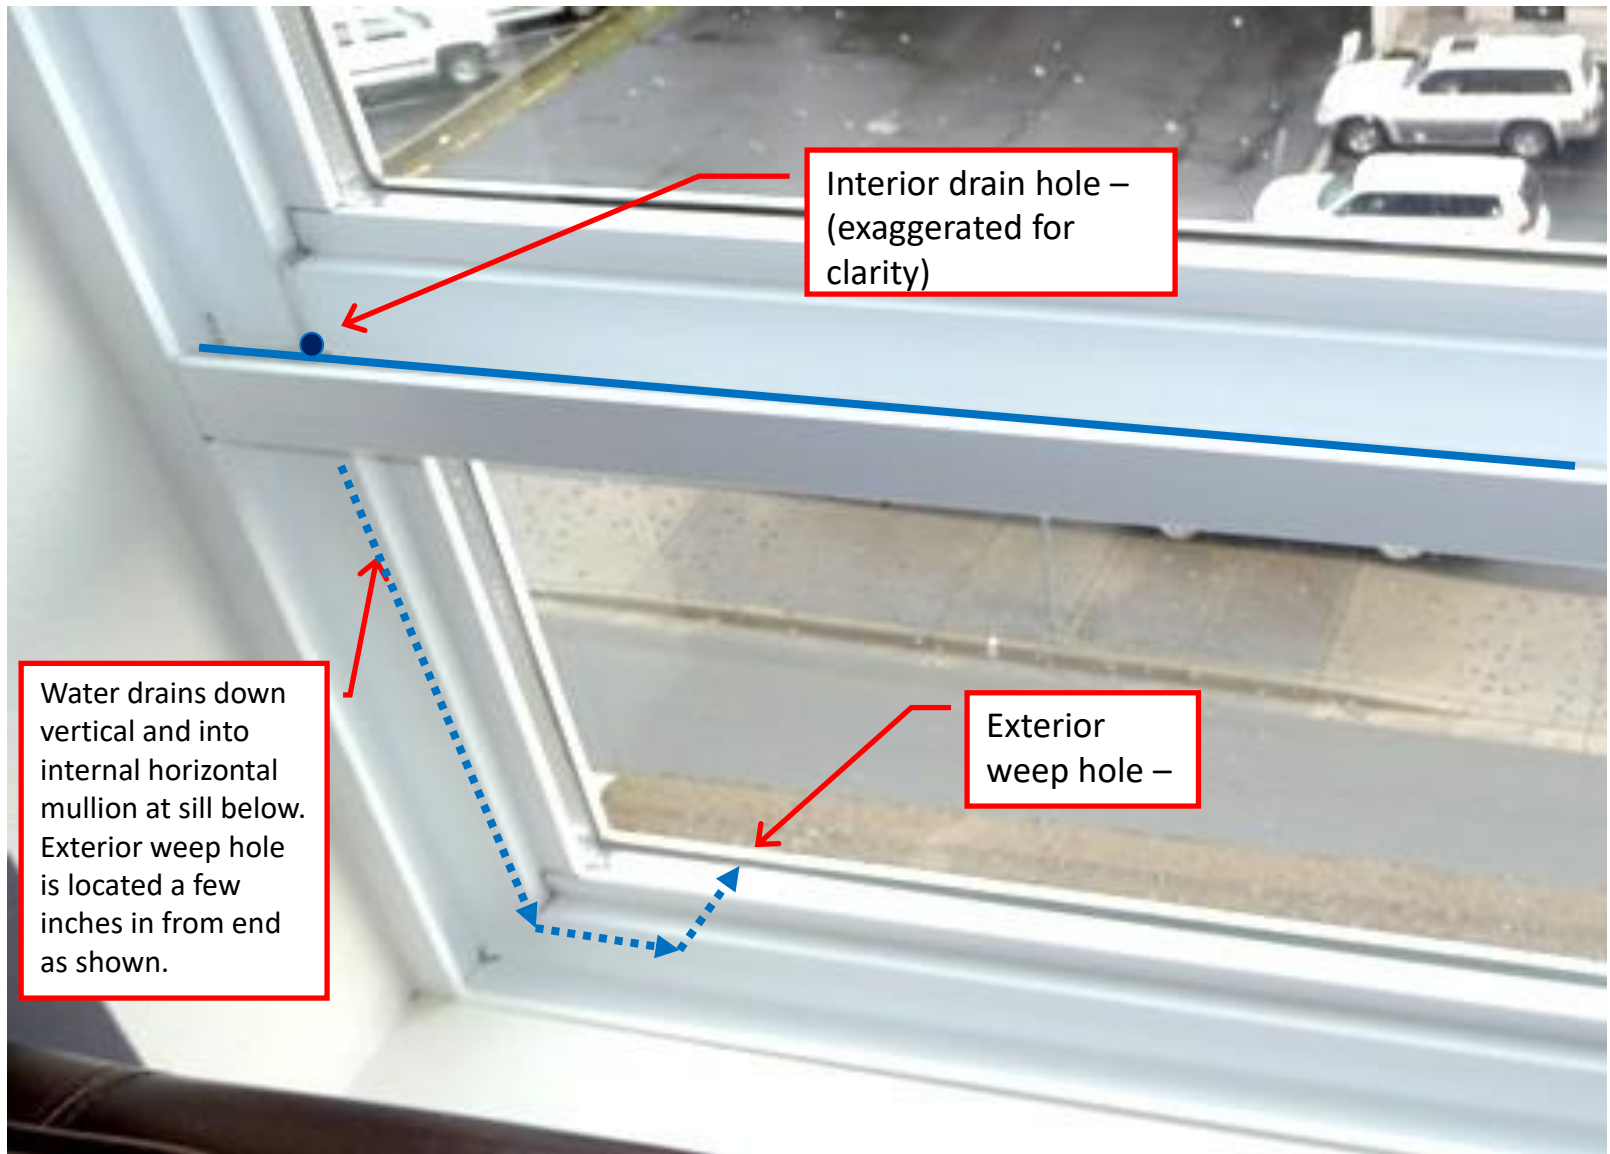 Interior drain hole –
(exaggerated for
clarity)
Water drains down
vertical and into
internal horizontal
mullion at sill below.
Exterior weep hole
is located a few
inches in from end
as shown.
Exterior
weep hole –